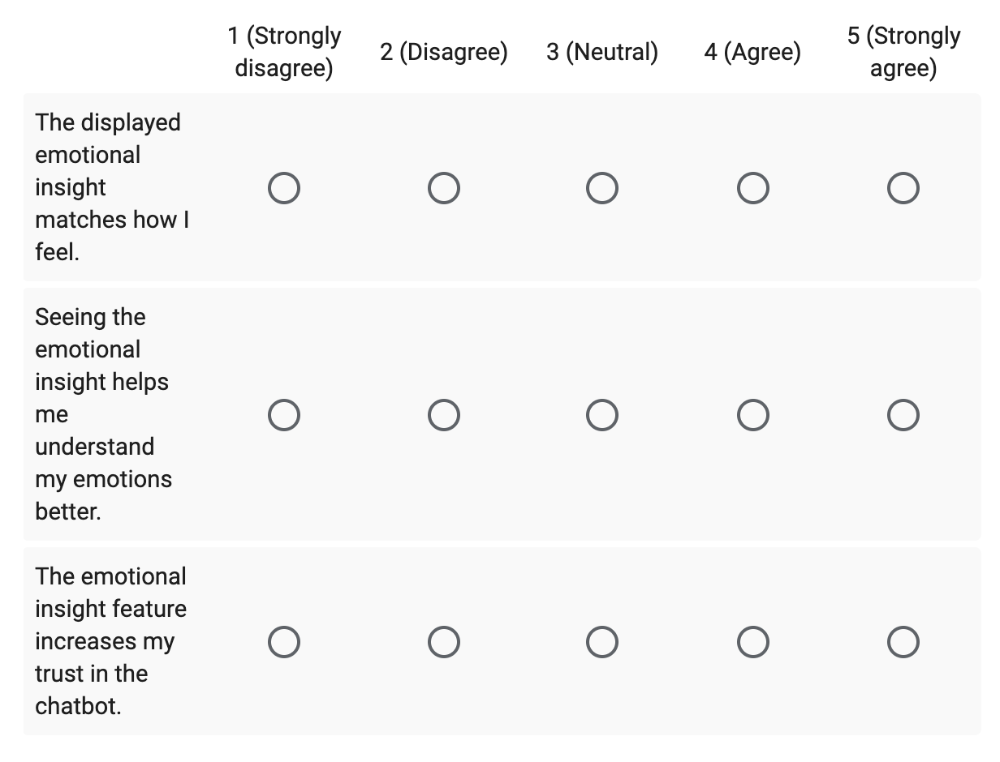 1 (Strongly disagree)
2 (Disagree)
3 (Neutral)
4 (Agree)
5 (Strongly agree)
The displayed
emotional
insight
matches how I
feel.
Seeing the
emotional
insight helps
me
understand
my emotions
better.
The emotional
insight feature
increases my
trust in the
chatbot.